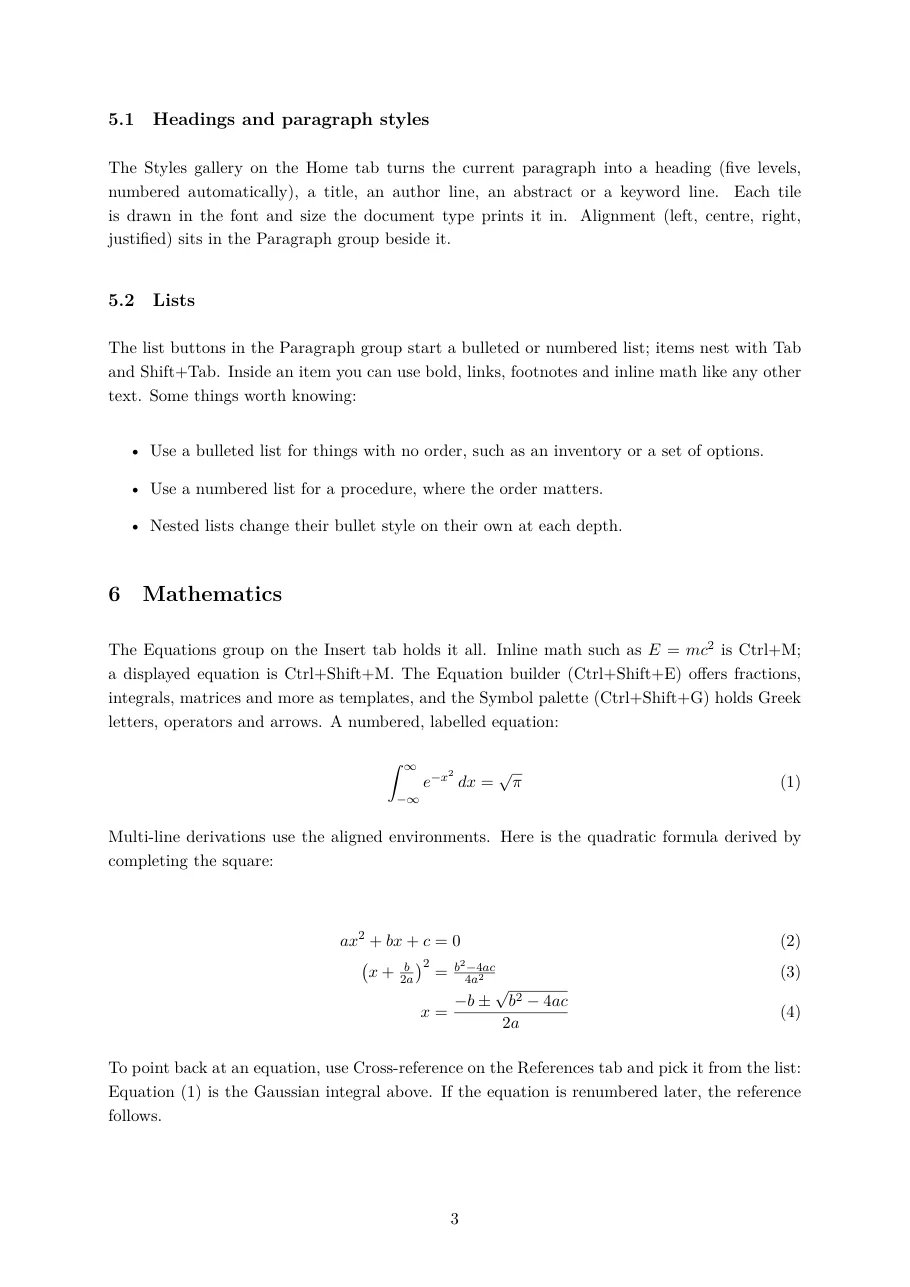 5.1 Headings and paragraph styles
The Styles gallery on the Home tab turns the current paragraph into a heading (five levels,
numbered automatically), a title, an author line, an abstract or a keyword line. Each tile
is drawn in the font and size the document type prints it in. Alignment (left, centre, right,
justified) sits in the Paragraph group beside it.
5.2 Lists
The list buttons in the Paragraph group start a bulleted or numbered list; items nest with Tab
and Shift+Tab. Inside an item you can use bold, links, footnotes and inline math like any other
text. Some things worth knowing:
• Use a bulleted list for things with no order, such as an inventory or a set of options.
• Use a numbered list for a procedure, where the order matters.
• Nested lists change their bullet style on their own at each depth.
6 Mathematics
The Equations group on the Insert tab holds it all. Inline math such as E = mc² is Ctrl+M;
a displayed equation is Ctrl+Shift+M. The Equation builder (Ctrl+Shift+E) offers fractions,
integrals, matrices and more as templates, and the Symbol palette (Ctrl+Shift+G) holds Greek
letters, operators and arrows. A numbered, labelled equation:
∫_{-∞}^{∞} e^{-x²} dx = √π (1)
Multi-line derivations use the aligned environments. Here is the quadratic formula derived by
completing the square:
ax² + bx + c = 0 (2)
(x + b/2a)² = (b²−4ac)/(4a²) (3)
x = (−b ± √(b² − 4ac))/(2a) (4)
To point back at an equation, use Cross-reference on the References tab and pick it from the list:
Equation (1) is the Gaussian integral above. If the equation is renumbered later, the reference
follows.
3